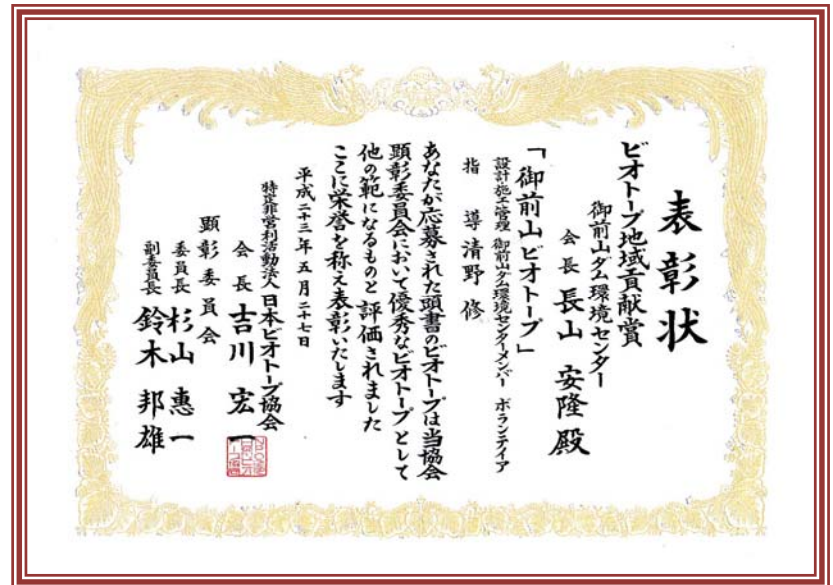 表彰状
ビオトープ地域貢献賞
御前山ダム環境センター
会長 長山 安隆 殿
「御前山ビオトープ」
設計施工管理 御前山ダム環境センターメンバー ボランティア
指導 清野 修
あなたが応募された頭書のビオトープは当協会
顕彰委員会において優秀なビオトープとして
他の範になるものと評価されました
ここに栄誉を称え表彰いたします
平成二十三年五月二十七日
特定非営利活動法人 日本ビオトープ協会
会長 吉川 宏一
顕彰委員会
委員長 杉山 惠一
副委員長 鈴木 邦雄